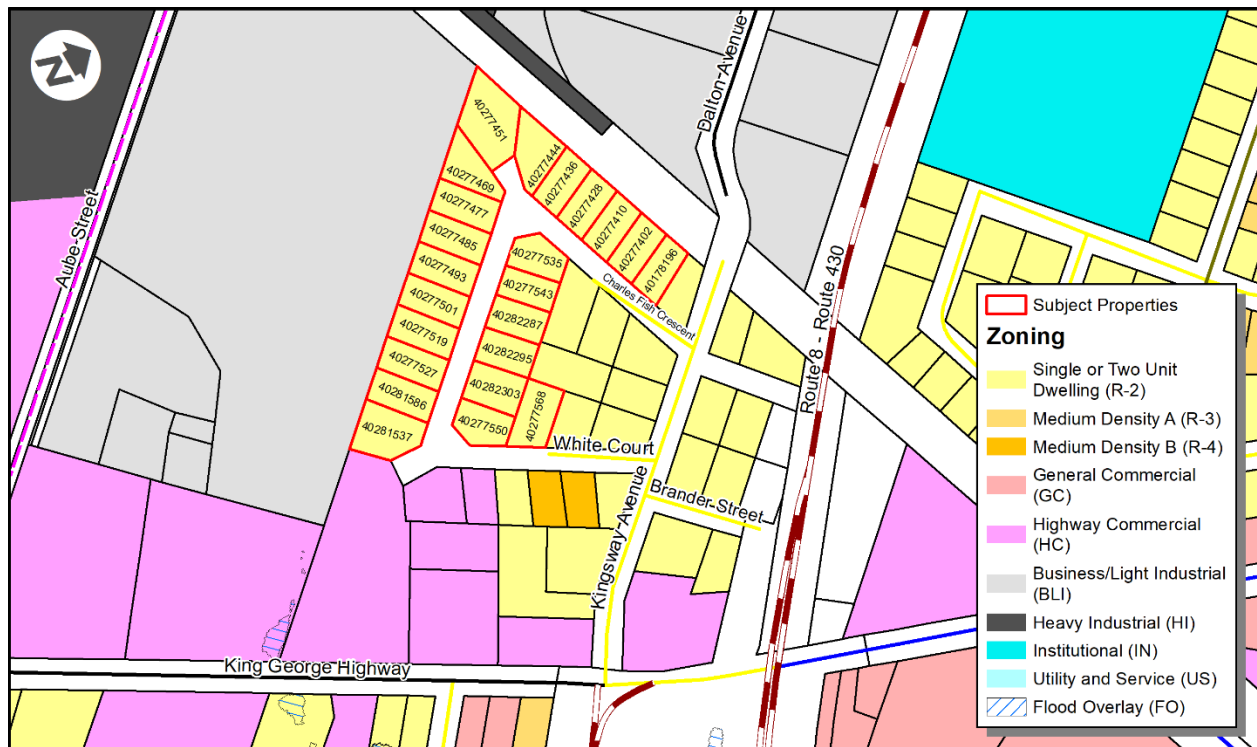 N
Aube Street
Dalton Avenue
Route 8 - Route 430
40277451
40277444
40277436
40277428
40277410
40277402
40178196
40277469
40277477
40277485
40277493
40277501
40277519
40277527
40281586
40281537
40277535
40277543
40282287
40282295
40282303
40277550
40277568
Charles Fish Crescent
White Court
Brander Street
Kingsway Avenue
King George Highway
Subject Properties
Zoning
Single or Two Unit
Dwelling (R-2)
Medium Density A (R-3)
Medium Density B (R-4)
General Commercial
(GC)
Highway Commercial
(HC)
Business/Light Industrial
(BLI)
Heavy Industrial (HI)
Institutional (IN)
Utility and Service (US)
Flood Overlay (FO)